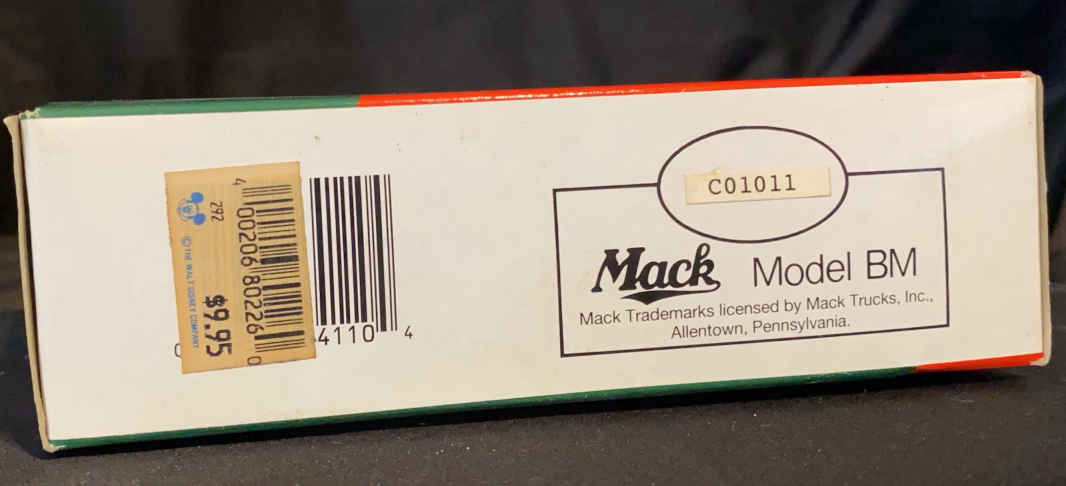 292
© THE WALT DISNEY COMPANY
$9.95
4 00206 80226 0
4110 4
C01011
Mack Model BM
Mack Trademarks licensed by Mack Trucks, Inc.,
Allentown, Pennsylvania.